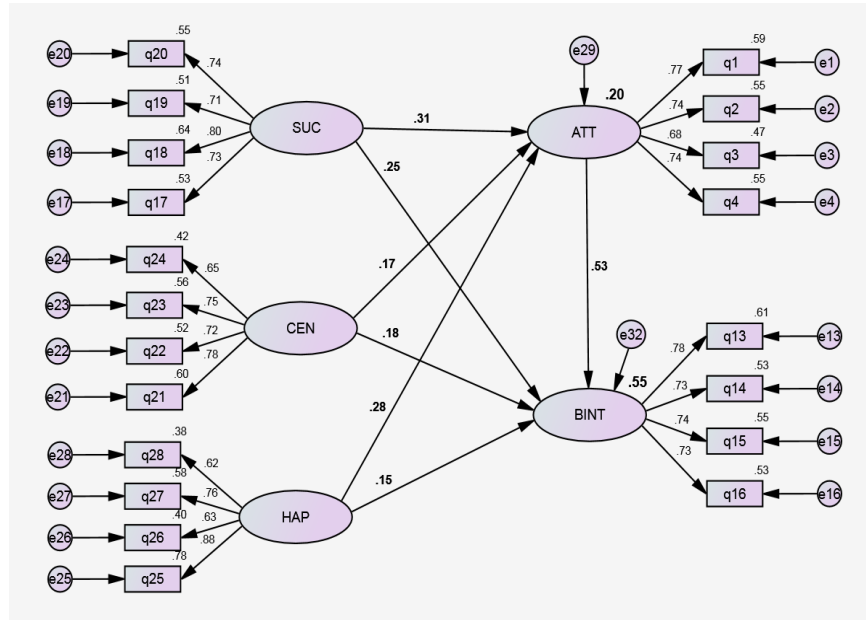 .55
e20 q20
.74
.51
e19 q19
.71
.64
.80
e18 q18
.73
.53
e17 q17
SUC
.31
.25
e29
.20
ATT
.59
.77
q1 e1
.55
.74
q2 e2
.68
.47
q3 e3
.74
.55
q4 e4
.42
e24 q24
.65
.56
e23 q23
.75
.52
.72
e22 q22
.78
.60
e21 q21
CEN
.17
.18
.53
e32
.55
BINT
.61
.78
q13 e13
.53
.73
q14 e14
.74
.55
q15 e15
.73
.53
q16 e16
.38
e28 q28
.62
.58
e27 q27
.76
.40
.63
e26 q26
.88
.78
e25 q25
HAP
.28
.15